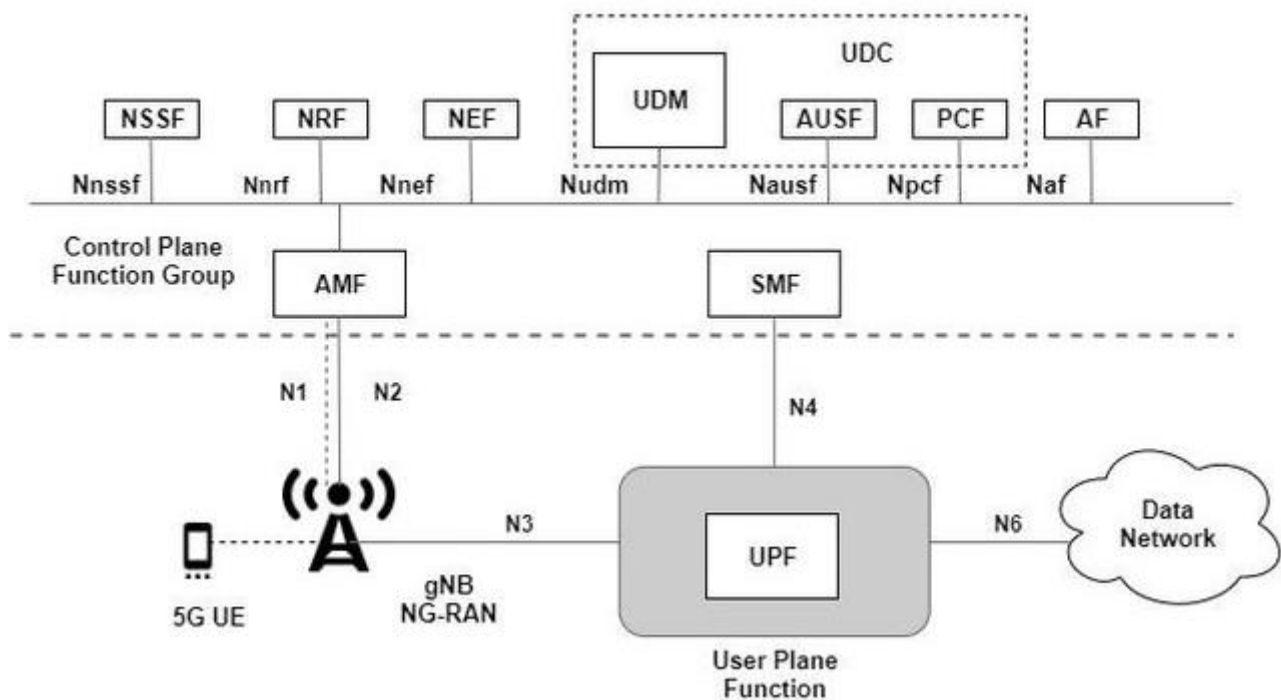 UDC
UDM
NSSF
NRF
NEF
AUSF
PCF
AF
Nnssf
Nnrf
Nnef
Nudm
Nausf
Npcf
Naf
Control Plane
Function Group
AMF
SMF
N1
N2
N4
N3
N6
Data
Network
UPF
gNB
NG-RAN
5G UE
User Plane
Function